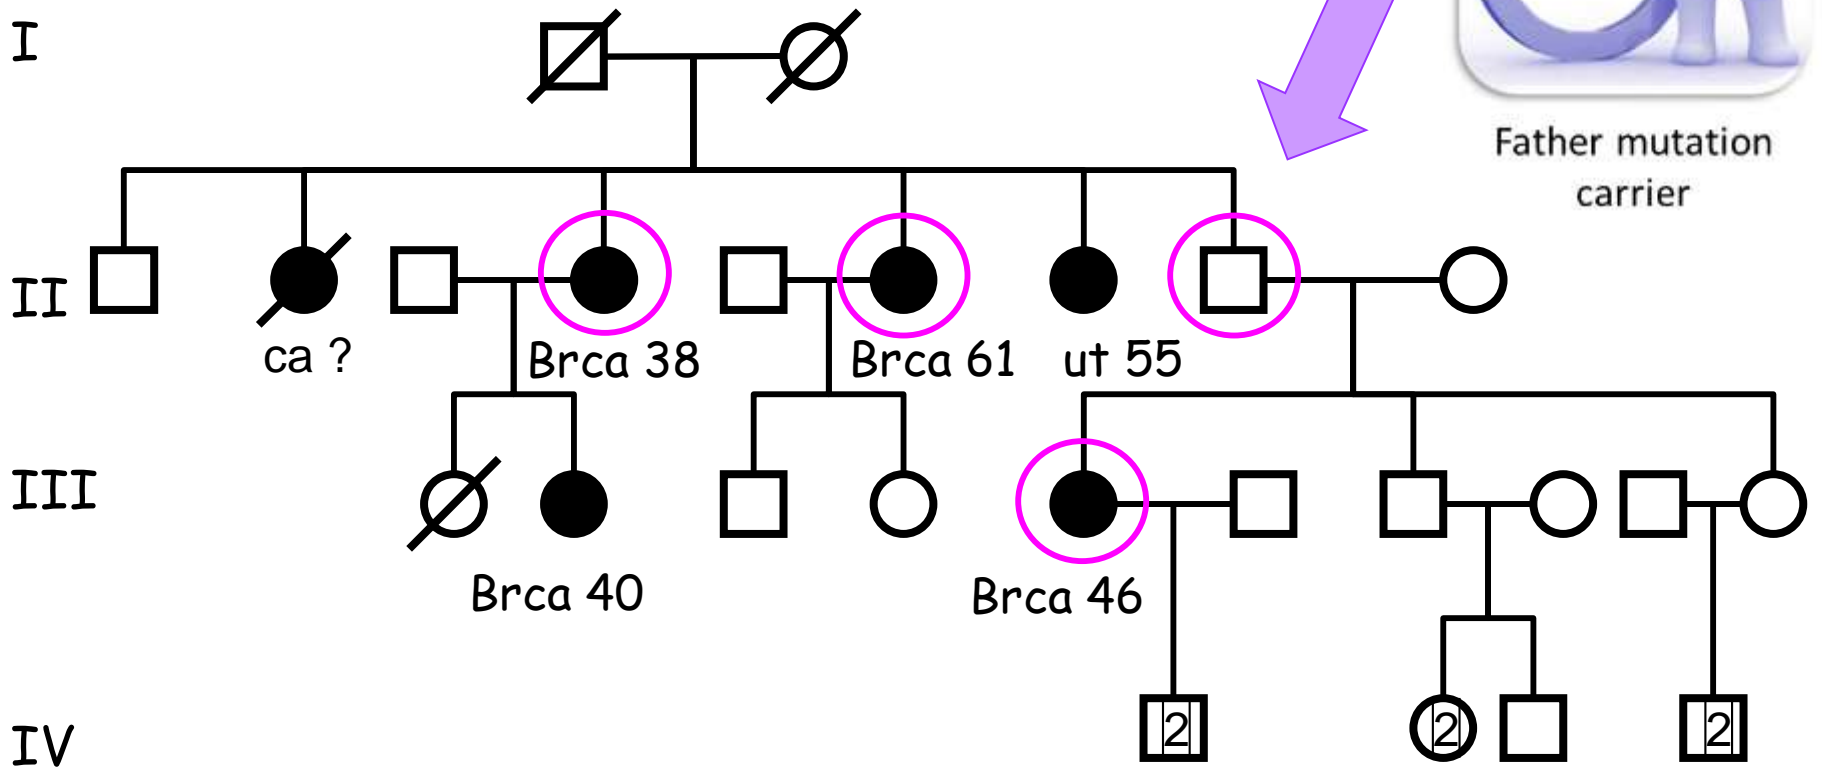 I
Father mutation
carrier
II
ca ?
Brca 38
Brca 61
ut 55
III
Brca 40
Brca 46
2
2
2
IV